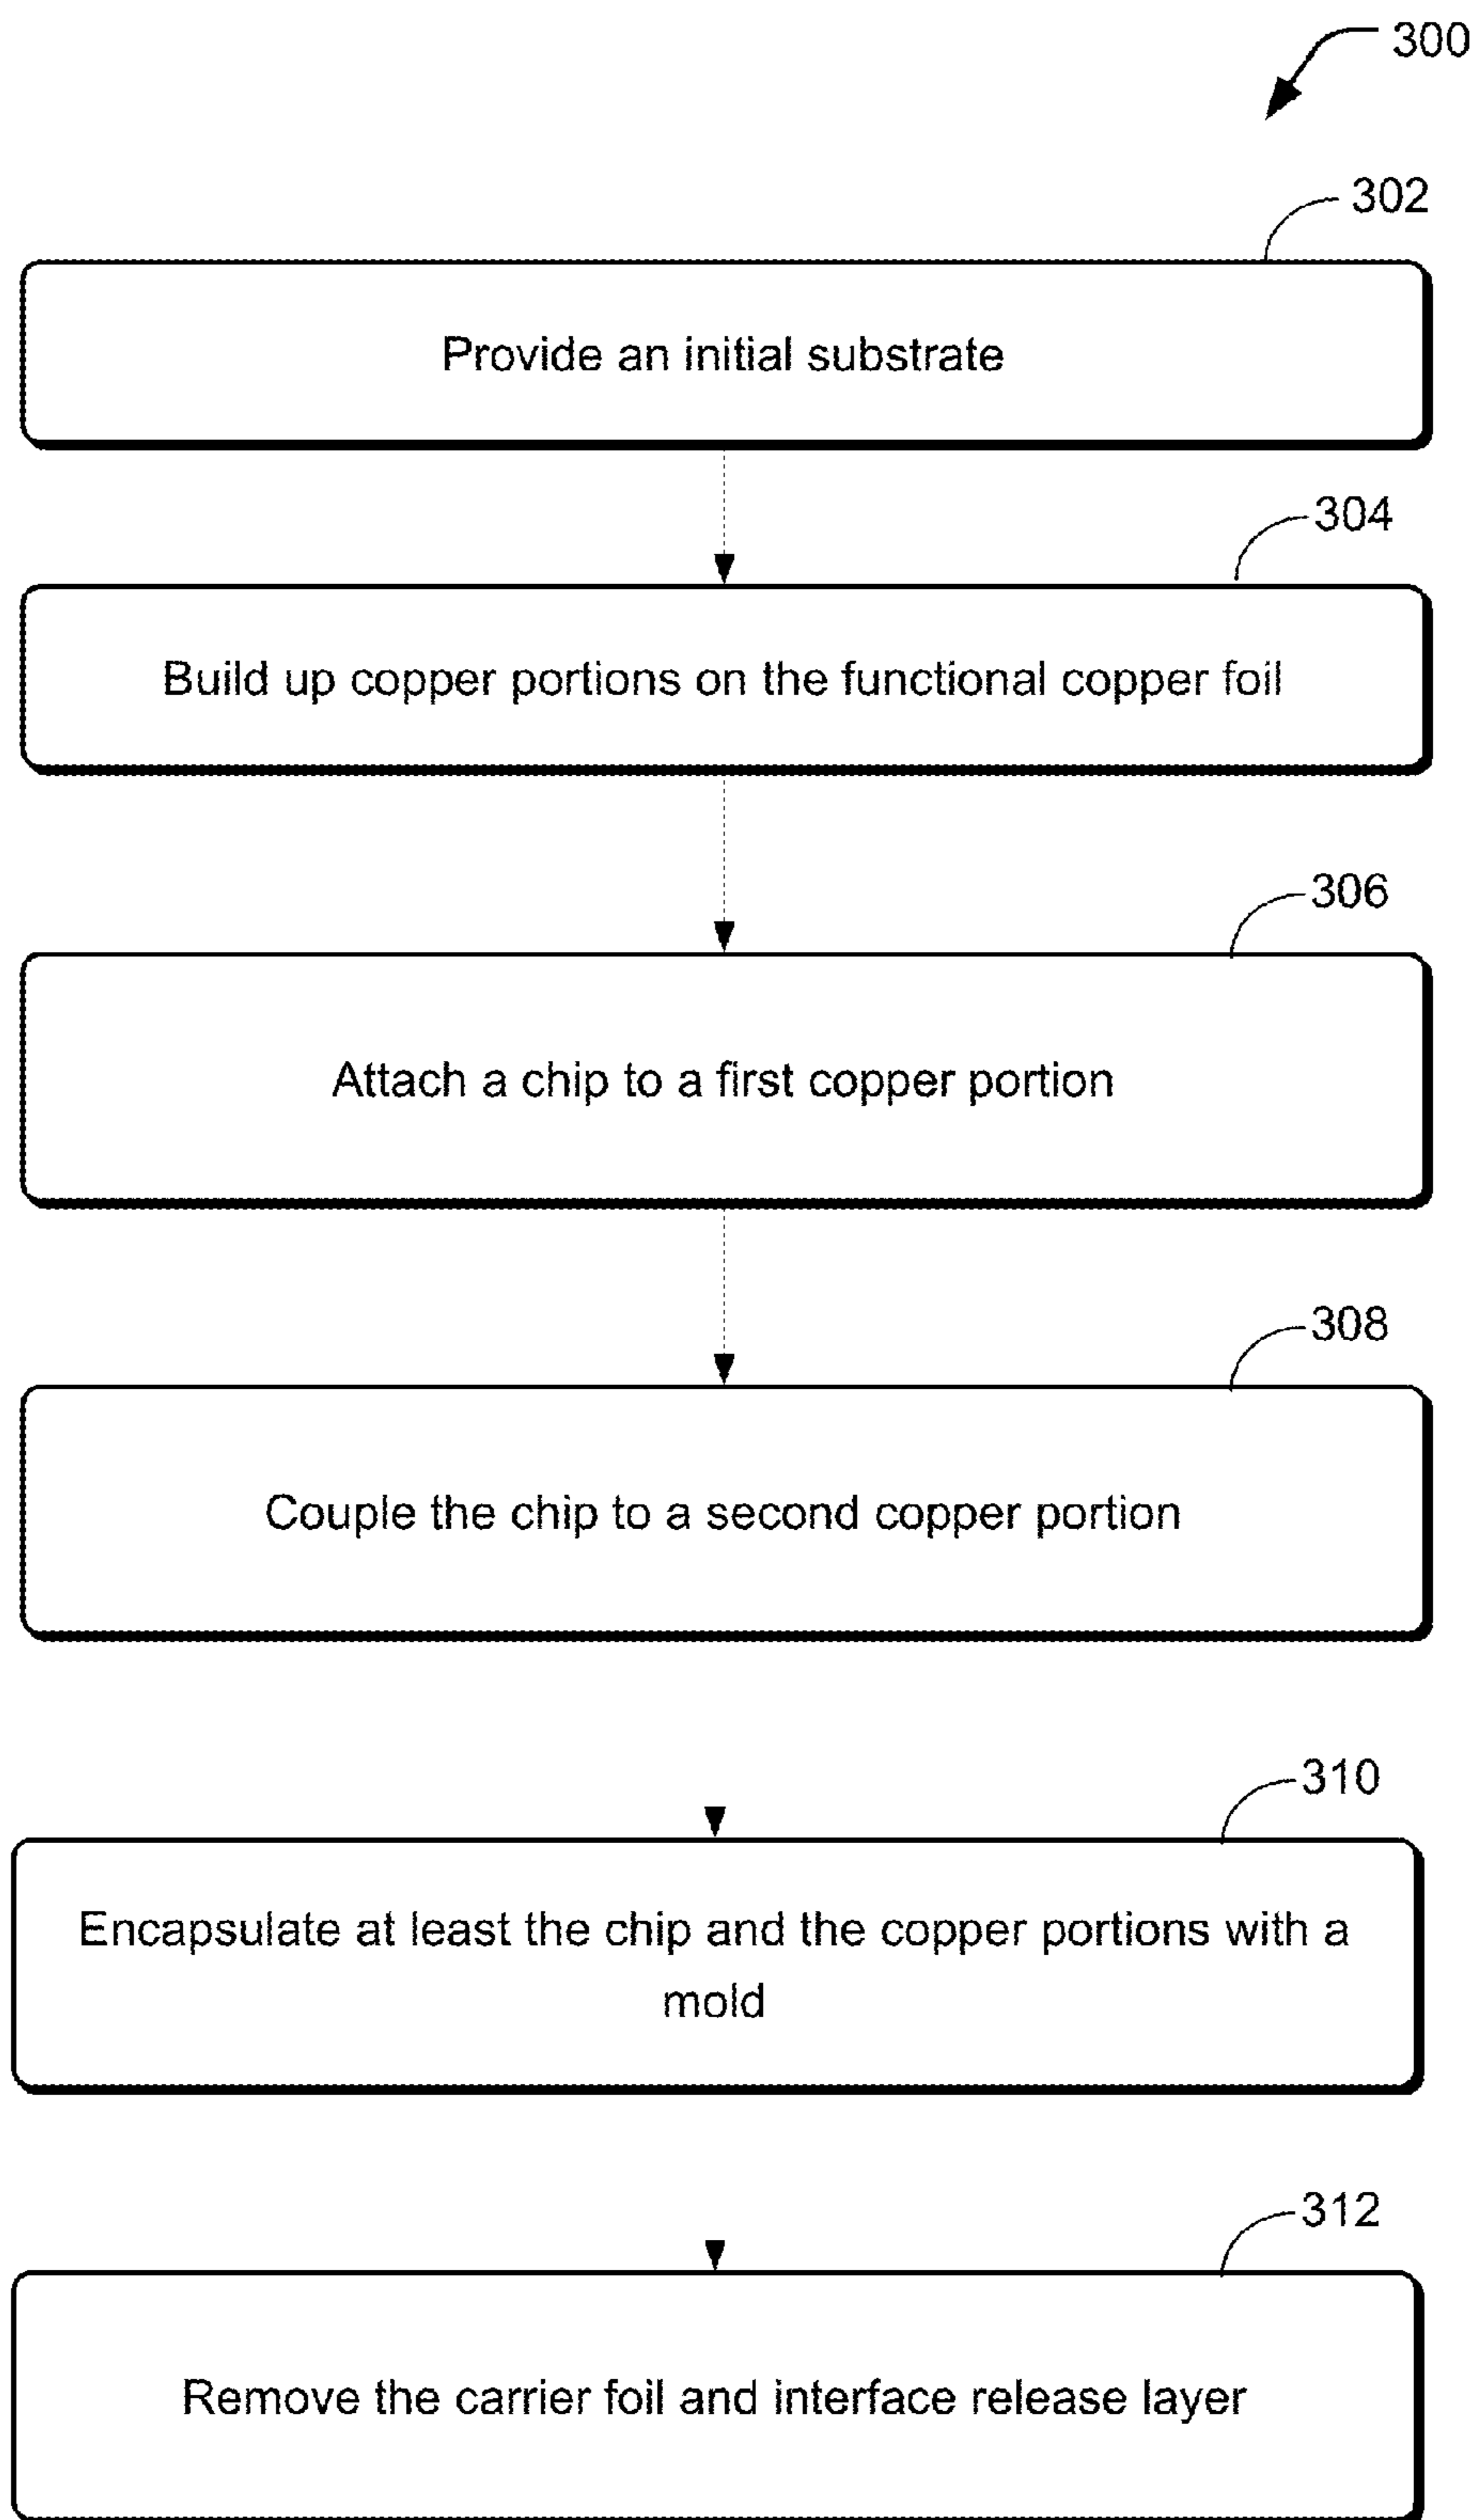 300
302
Provide an initial substrate
304
Build up copper portions on the functional copper foil
306
Attach a chip to a first copper portion
308
Couple the chip to a second copper portion
310
Encapsulate at least the chip and the copper portions with a
mold
312
Remove the carrier foil and interface release layer